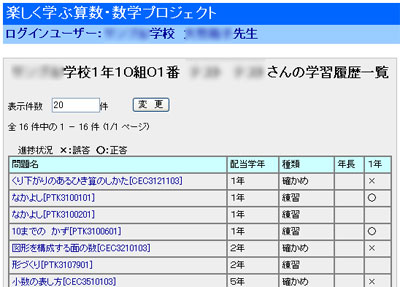 楽しく学ぶ算数・数学プロジェクト
ログインユーザー: 学校 先生
学校1年10組01番 さんの学習履歴一覧
表示件数 20 件 変 更
全 16 件中の 1 - 16 件 (1/1 ページ)
進捗状況 ×:誤答 O:正答
問題名 配当学年 種類 年長 1年
くり下がりのあるひき算のしかた[CEC3121103] 1年 確かめ ×
なかよし[PTK3100101] 1年 練習 ○
なかよし[PTK3100201] 1年 練習
10までの かず[PTK3100601] 1年 練習 ○
図形を構成する面の数[CEC3210103] 2年 確かめ ×
形づくり[PTK3107901] 2年 練習
小数の表し方[CEC3510103] 5年 確かめ ×